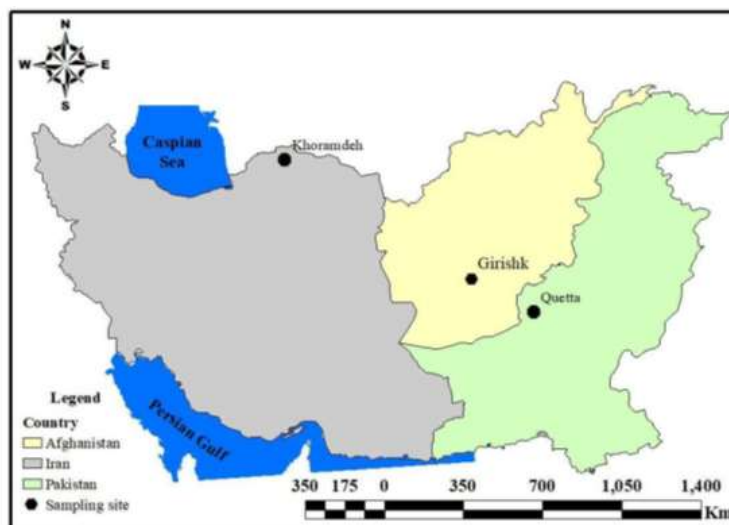 N
W E
S
Caspian
Sea
Khoramdeh
Girishk
Quetta
Persian Gulf
Legend
Country
Afghanistan
Iran
Pakistan
Sampling site
350 175 0 350 700 1,050 1,400
Km